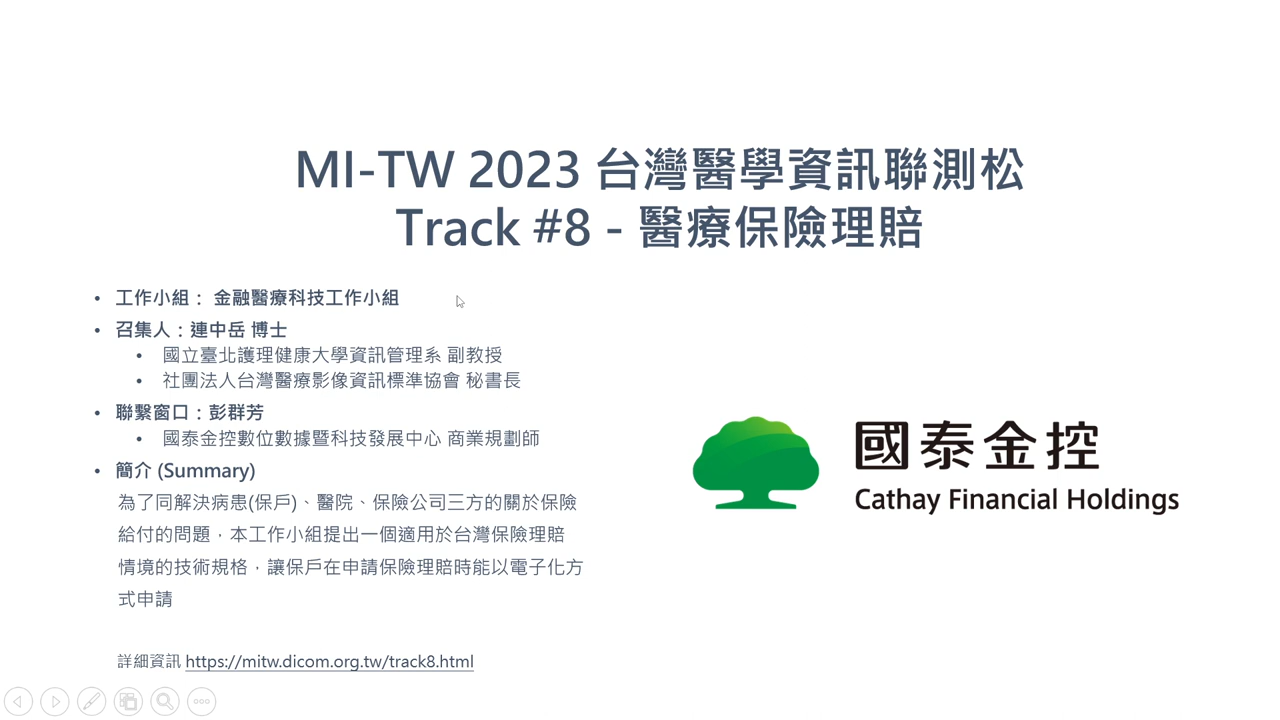 MI-TW 2023 台灣醫學資訊聯測松
Track #8 - 醫療保險理賠
• 工作小組： 金融醫療科技工作小組
• 召集人：連中岳 博士
• 國立臺北護理健康大學資訊管理系 副教授
• 社團法人台灣醫療影像資訊標準協會 秘書長
• 聯繫窗口：彭群芳
• 國泰金控數位數據暨科技發展中心 商業規劃師
• 簡介 (Summary)
為了同解決病患(保戶)、醫院、保險公司三方的關於保險
給付的問題，本工作小組提出一個適用於台灣保險理賠
情境的技術規格，讓保戶在申請保險理賠時能以電子化方
式申請
詳細資訊 https://mitw.dicom.org.tw/track8.html
國泰金控
Cathay Financial Holdings